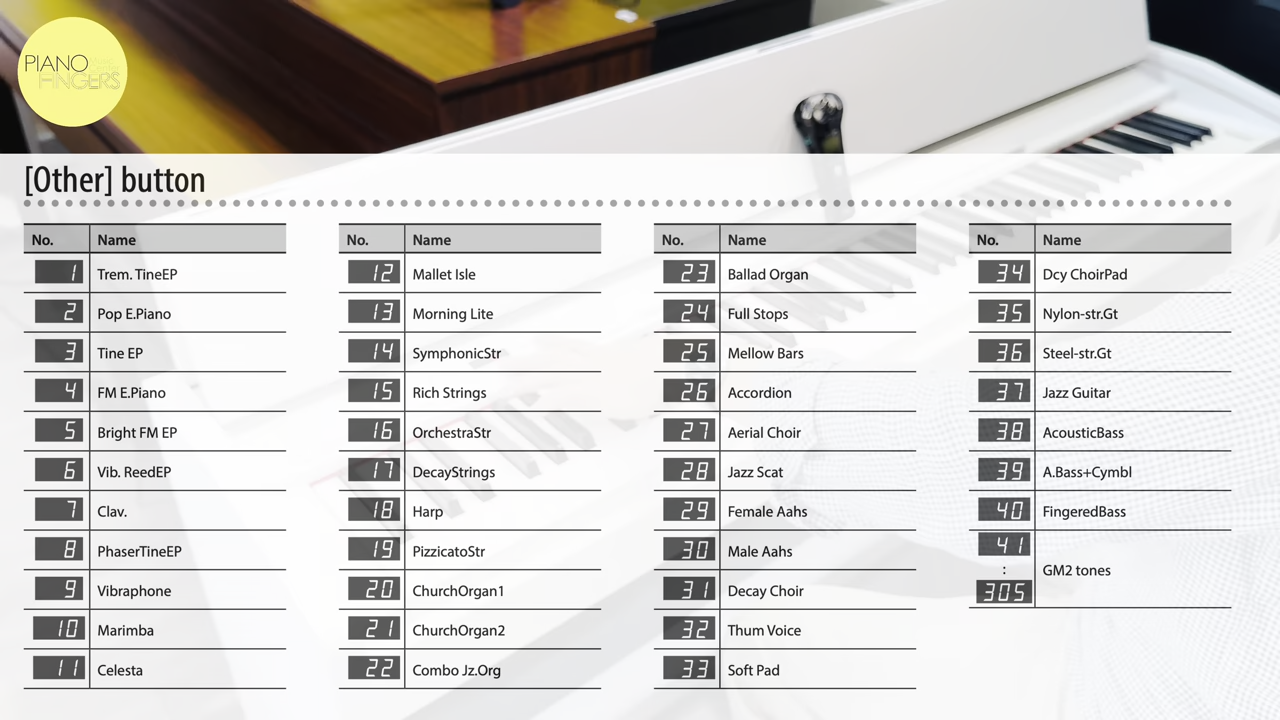 PIANO
FINGERS
[Other] button
No. Name
1 Trem. TineEP
2 Pop E.Piano
3 Tine EP
4 FM E.Piano
5 Bright FM EP
6 Vib. ReedEP
7 Clav.
8 PhaserTineEP
9 Vibraphone
10 Marimba
11 Celesta
No. Name
12 Mallet Isle
13 Morning Lite
14 SymphonicStr
15 Rich Strings
16 OrchestraStr
17 DecayStrings
18 Harp
19 PizzicatoStr
20 ChurchOrgan1
21 ChurchOrgan2
22 Combo Jz.Org
No. Name
23 Ballad Organ
24 Full Stops
25 Mellow Bars
26 Accordion
27 Aerial Choir
28 Jazz Scat
29 Female Aahs
30 Male Aahs
31 Decay Choir
32 Thum Voice
33 Soft Pad
No. Name
34 Dcy ChoirPad
35 Nylon-str.Gt
36 Steel-str.Gt
37 Jazz Guitar
38 AcousticBass
39 A.Bass+Cymbl
40 FingeredBass
41
: GM2 tones
305